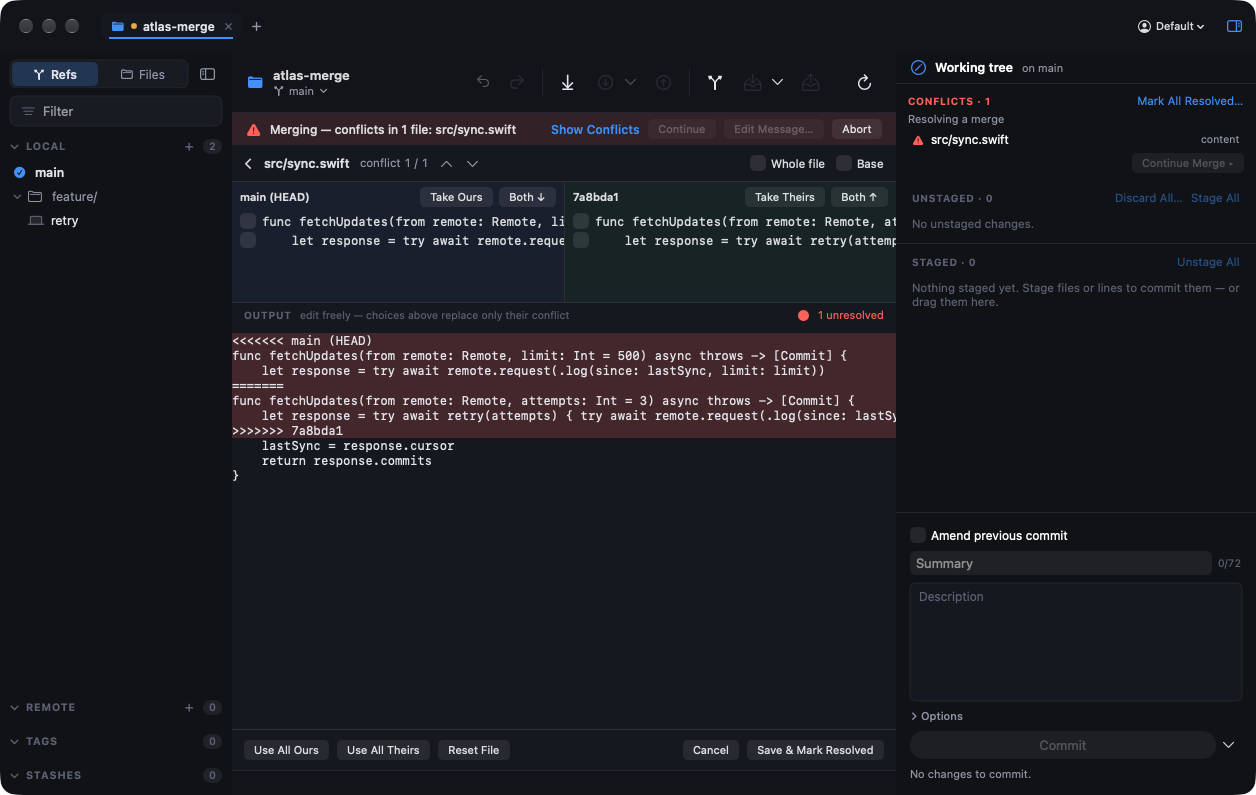 atlas-merge
Default
Refs
Files
Filter
LOCAL
2
main
feature/
retry
REMOTE
0
TAGS
0
STASHES
0
atlas-merge
main
Merging — conflicts in 1 file: src/sync.swift
Show Conflicts
Continue
Edit Message...
Abort
src/sync.swift
conflict 1 / 1
Whole file
Base
main (HEAD)
Take Ours
Both ↓
func fetchUpdates(from remote: Remote, li
let response = try await remote.reque
7a8bda1
Take Theirs
Both ↑
func fetchUpdates(from remote: Remote, at
let response = try await retry(attemp
OUTPUT edit freely — choices above replace only their conflict
1 unresolved
<<<<<<< main (HEAD)
func fetchUpdates(from remote: Remote, limit: Int = 500) async throws -> [Commit] {
    let response = try await remote.request(.log(since: lastSync, limit: limit))
=======
func fetchUpdates(from remote: Remote, attempts: Int = 3) async throws -> [Commit] {
    let response = try await retry(attempts) { try await remote.request(.log(since: lastSy
>>>>>>> 7a8bda1
    lastSync = response.cursor
    return response.commits
}
Use All Ours
Use All Theirs
Reset File
Cancel
Save & Mark Resolved
Working tree on main
CONFLICTS · 1
Mark All Resolved...
Resolving a merge
src/sync.swift
content
Continue Merge
UNSTAGED · 0
Discard All...
Stage All
No unstaged changes.
STAGED · 0
Unstage All
Nothing staged yet. Stage files or lines to commit them — or
drag them here.
Amend previous commit
Summary
0/72
Description
Options
Commit
No changes to commit.